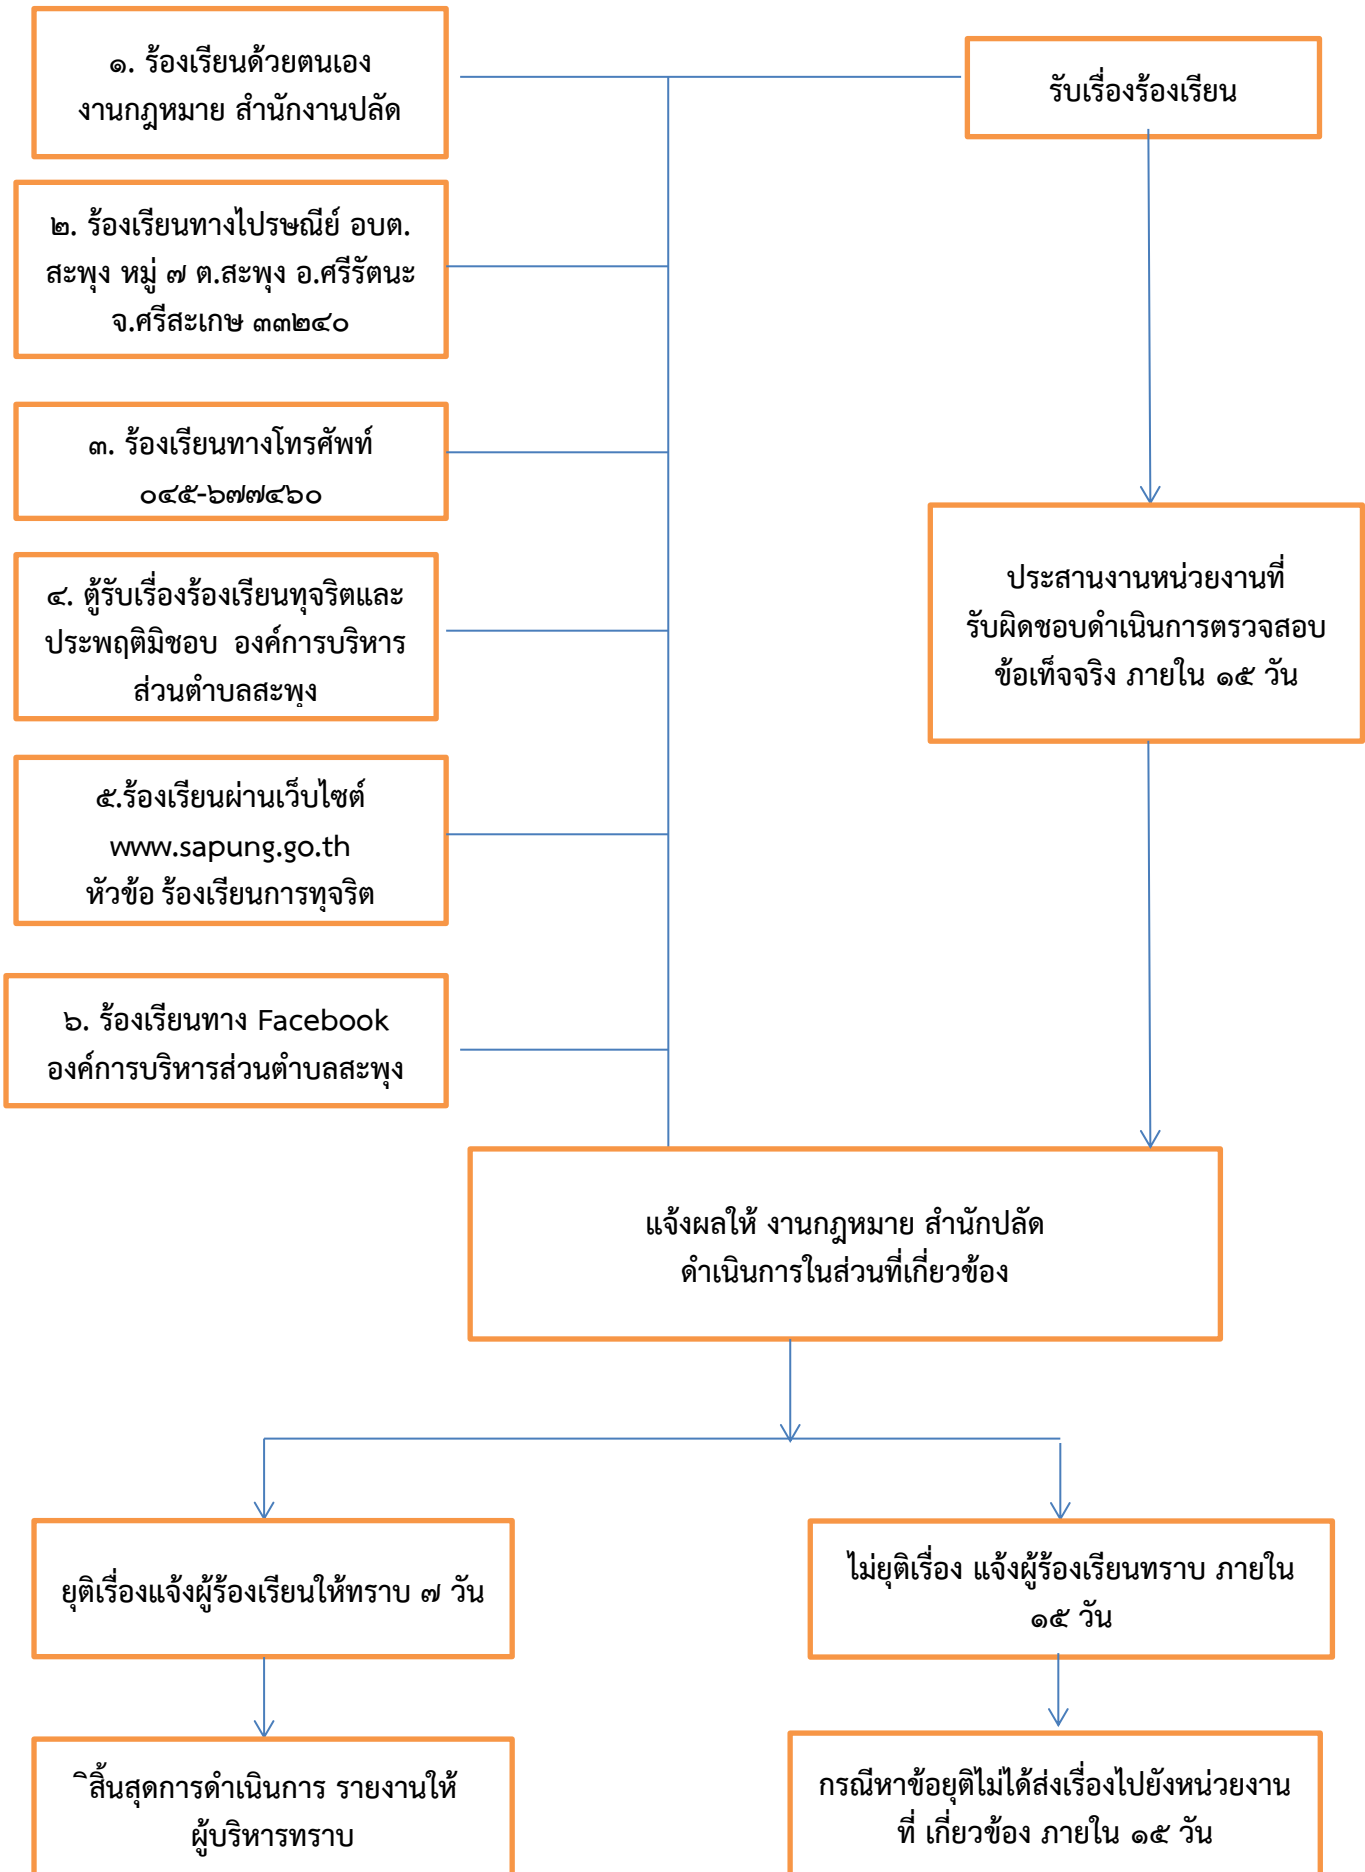 ๑. ร้องเรียนด้วยตนเอง
งานกฎหมาย สำนักงานปลัด
รับเรื่องร้องเรียน
๒. ร้องเรียนทางไปรษณีย์ อบต.
สะพุง หมู่ ๗ ต.สะพุง อ.ศรีรัตนะ
จ.ศรีสะเกษ ๓๓๒๔๐
๓. ร้องเรียนทางโทรศัพท์
๐๔๕-๖๗๗๔๖๐
๔. ตู้รับเรื่องร้องเรียนทุจริตและ
ประพฤติมิชอบ องค์การบริหาร
ส่วนตำบลสะพุง
ประสานงานหน่วยงานที่
รับผิดชอบดำเนินการตรวจสอบ
ข้อเท็จจริง ภายใน ๑๕ วัน
๕.ร้องเรียนผ่านเว็บไซต์
www.sapung.go.th
หัวข้อ ร้องเรียนการทุจริต
๖. ร้องเรียนทาง Facebook
องค์การบริหารส่วนตำบลสะพุง
แจ้งผลให้ งานกฎหมาย สำนักปลัด
ดำเนินการในส่วนที่เกี่ยวข้อง
ยุติเรื่องแจ้งผู้ร้องเรียนให้ทราบ ๗ วัน
ไม่ยุติเรื่อง แจ้งผู้ร้องเรียนทราบ ภายใน
๑๕ วัน
ิสิ้นสุดการดำเนินการ รายงานให้
ผู้บริหารทราบ
กรณีหาข้อยุติไม่ได้ส่งเรื่องไปยังหน่วยงาน
ที่ เกี่ยวข้อง ภายใน ๑๕ วัน